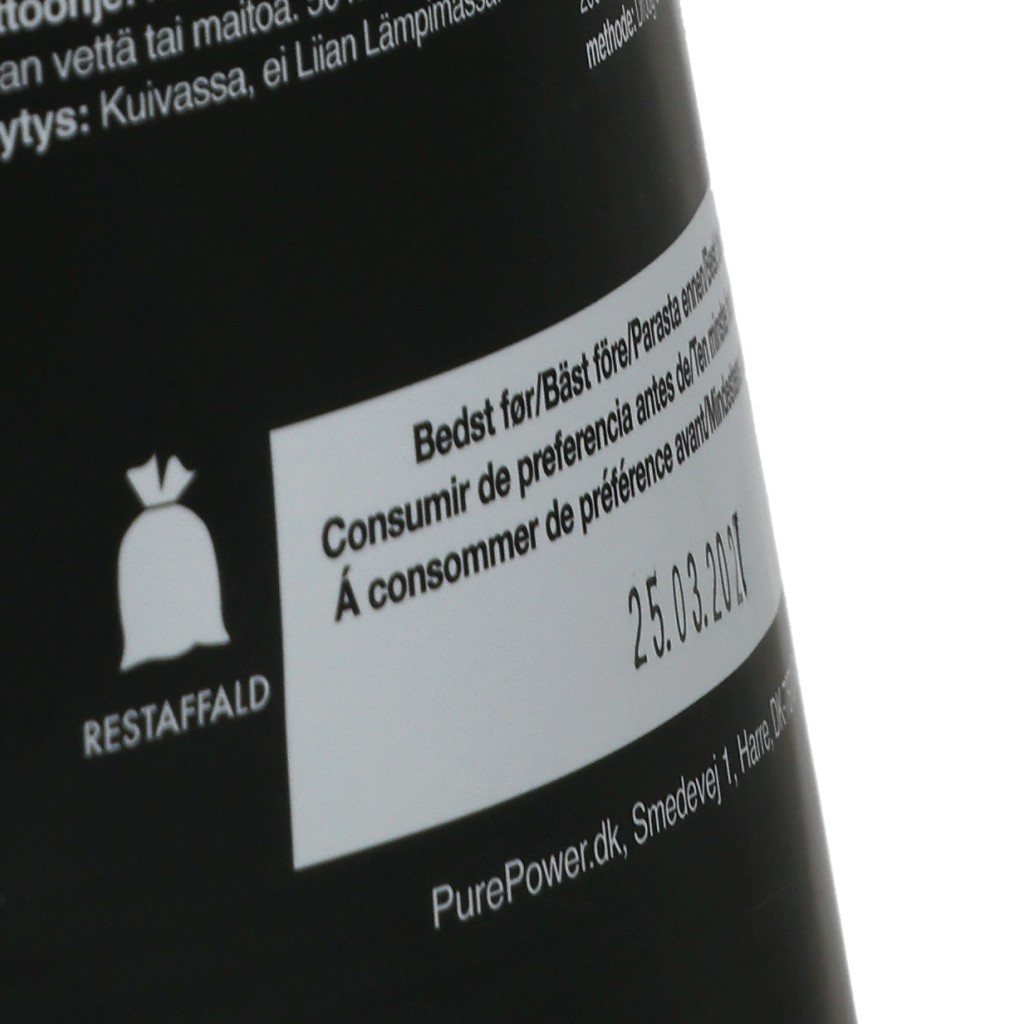 an vettä tai maitoa.
ytys: Kuivassa, ei Liian Lämpimässä.
methode:
Bedst før/Bäst före/Parasta ennen/
Consumir de preferencia antes de/Ten
Á consommer de préférence avant/
25.03.202
RESTAFFALD
PurePower.dk, Smedevej 1, Harre,